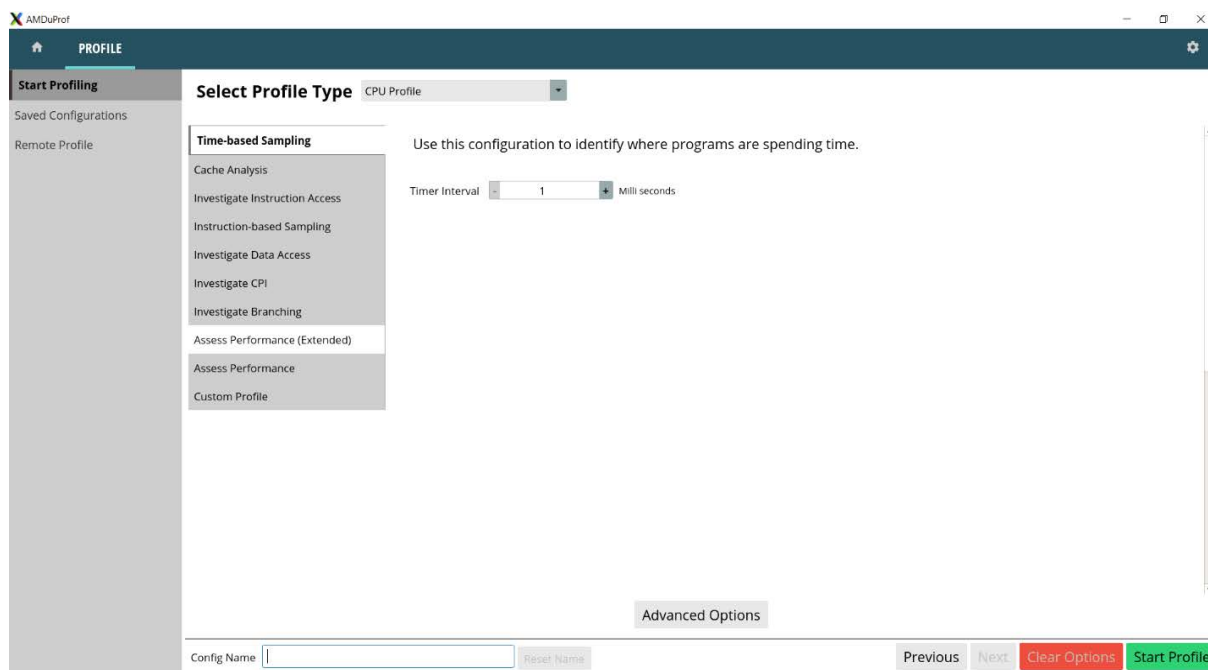 AMDuProf
PROFILE
Start Profiling
Saved Configurations
Remote Profile
Select Profile Type CPU Profile
Time-based Sampling
Cache Analysis
Investigate Instruction Access
Instruction-based Sampling
Investigate Data Access
Investigate CPI
Investigate Branching
Assess Performance (Extended)
Assess Performance
Custom Profile
Use this configuration to identify where programs are spending time.
Timer Interval - 1 + Milli seconds
Advanced Options
Config Name Reset Name Previous Next Clear Options Start Profile